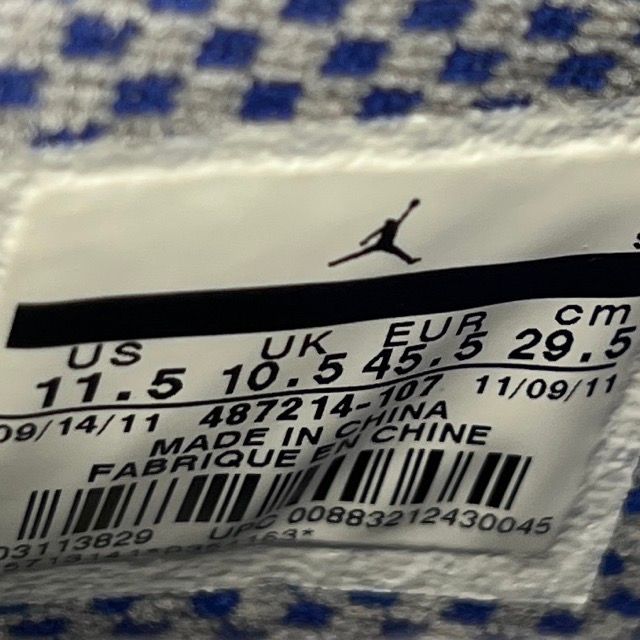 US UK EUR cm
11.5 10.5 45.5 29.5
09/14/11 487214-107 11/09/11
MADE IN CHINA
FABRIQUE EN CHINE
03113829 UPC 00883212430045